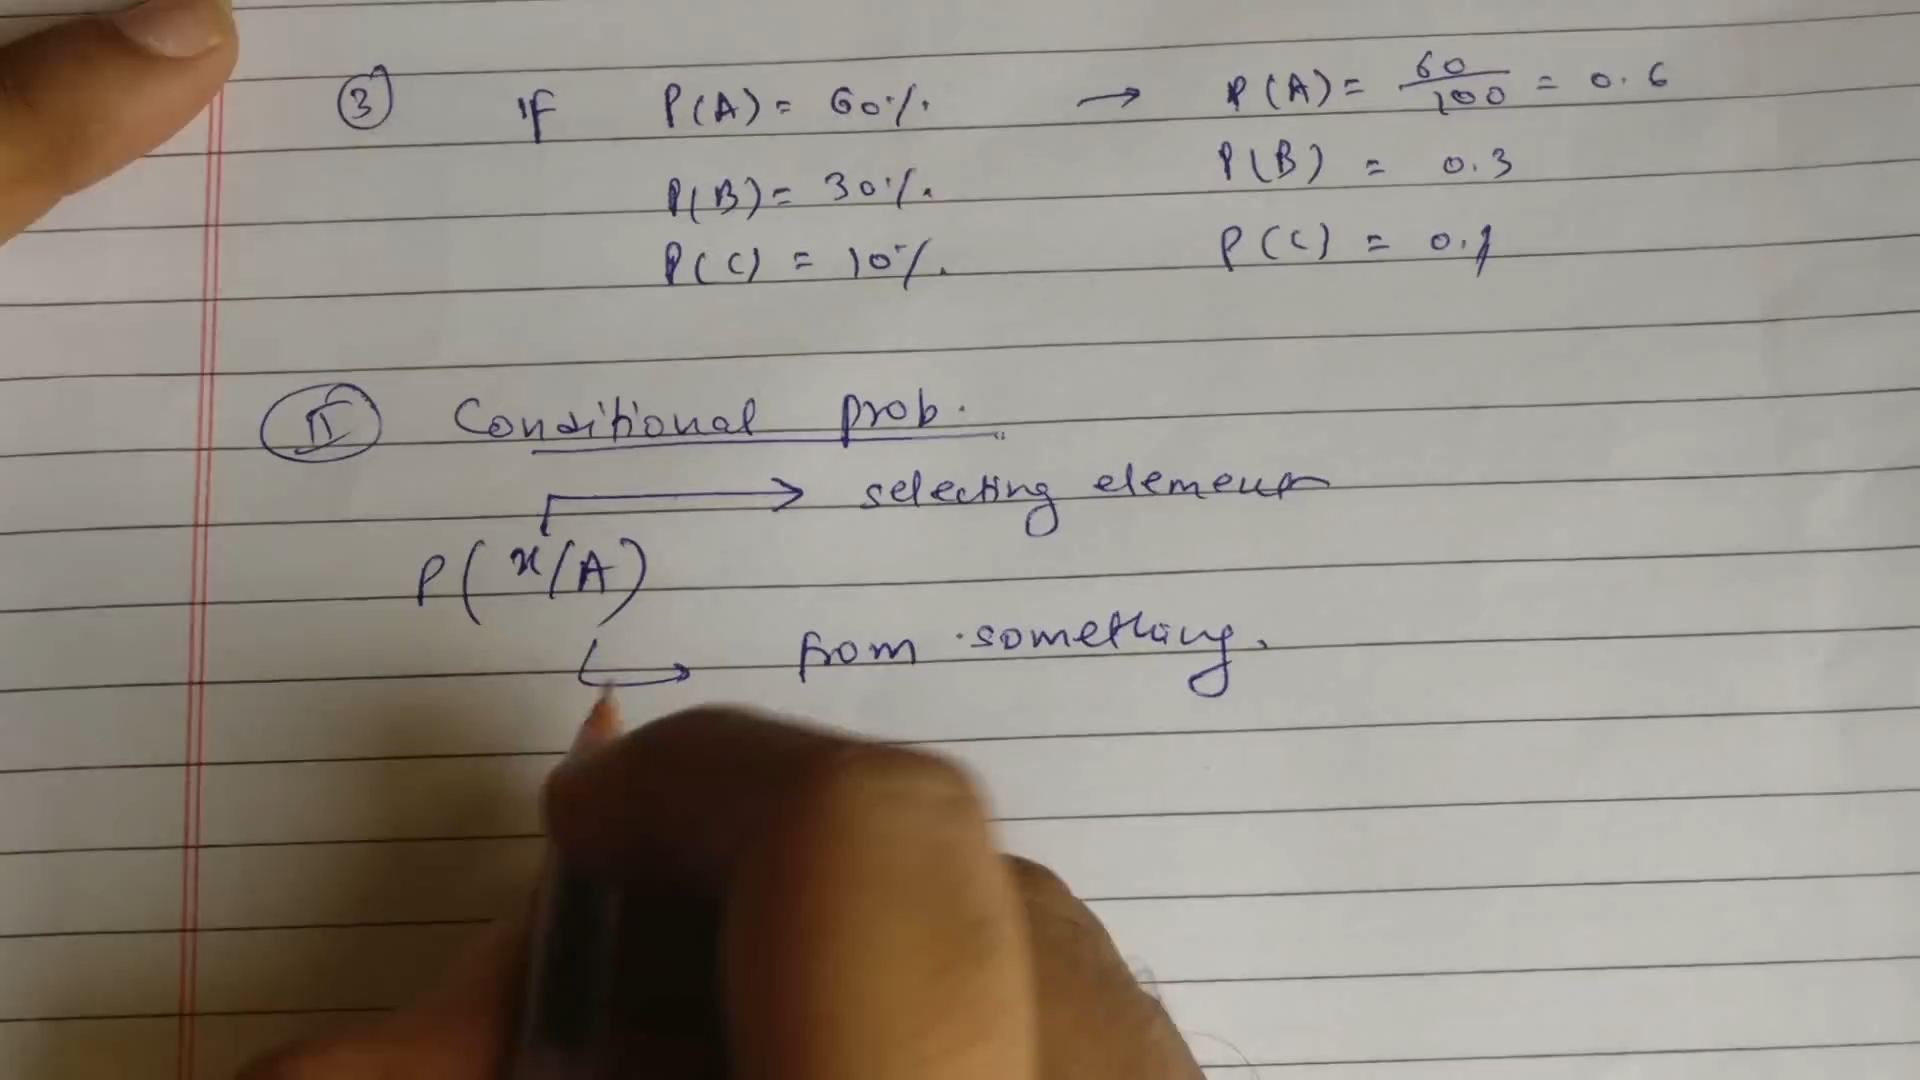 ③ If P(A) = 60% → P(A) = 60/100 = 0.6
P(B) = 30% P(B) = 0.3
P(C) = 10% P(C) = 0.1
II Conditional prob.
→ selecting element
P(x/A)
→ from something.